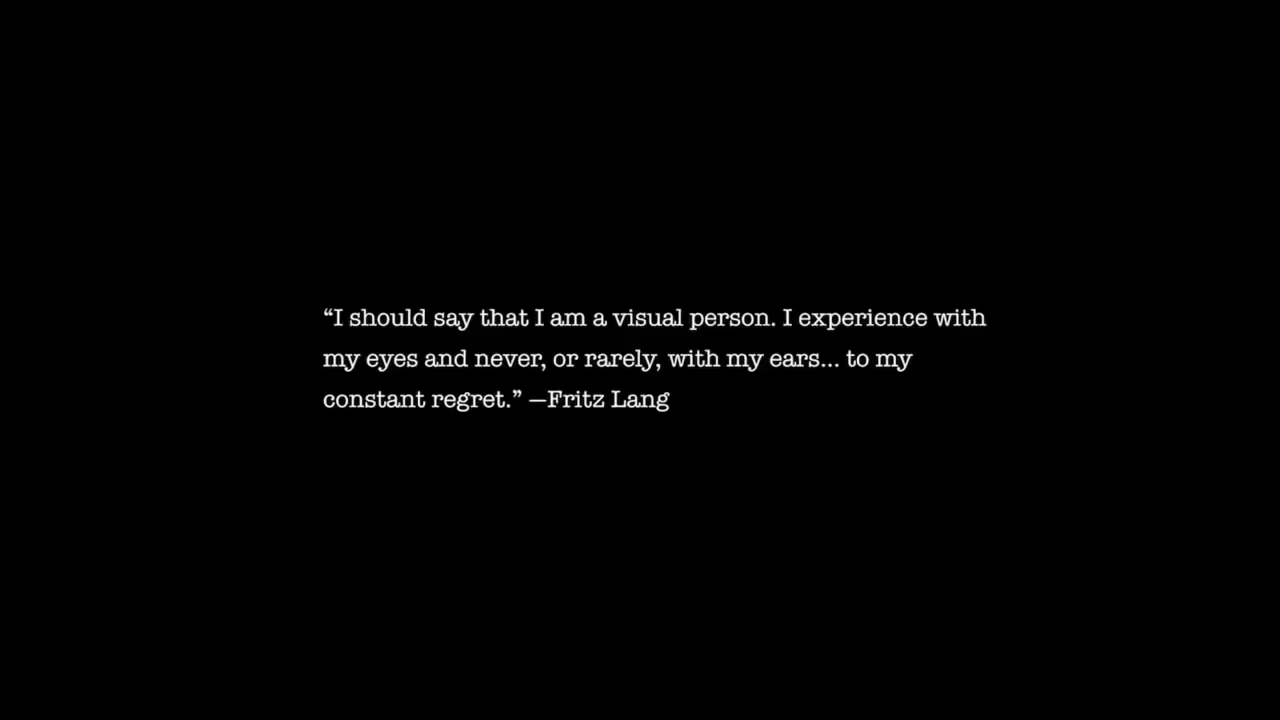 “I should say that I am a visual person. I experience with
my eyes and never, or rarely, with my ears... to my
constant regret.” —Fritz Lang